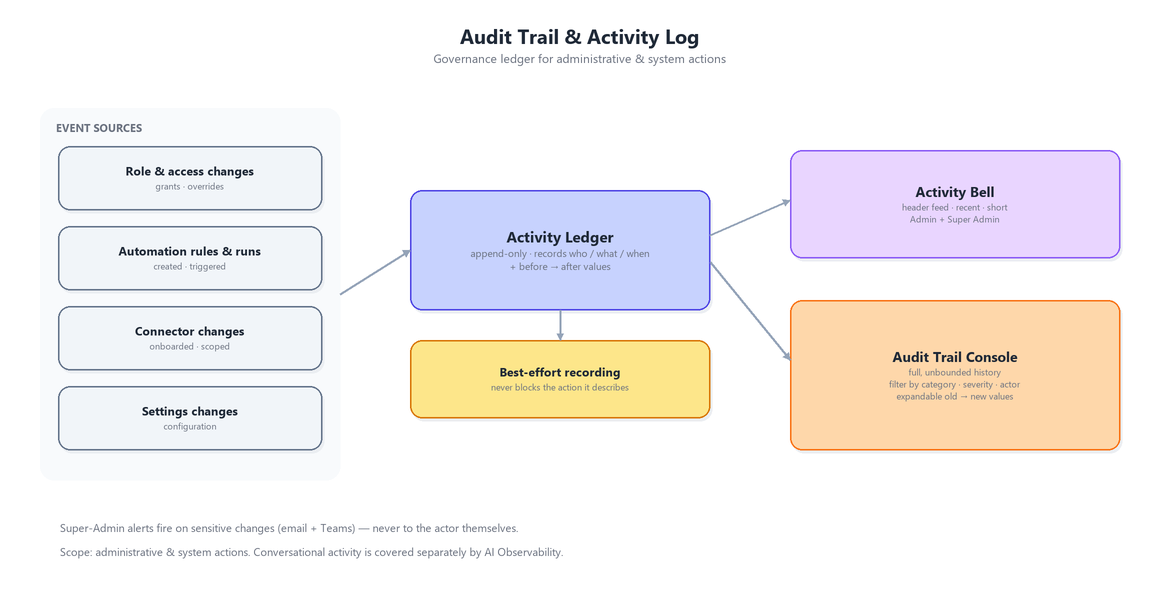 Audit Trail & Activity Log
Governance ledger for administrative & system actions
EVENT SOURCES
Role & access changes
grants · overrides
Automation rules & runs
created · triggered
Connector changes
onboarded · scoped
Settings changes
configuration
Activity Ledger
append-only · records who / what / when
+ before → after values
Best-effort recording
never blocks the action it describes
Activity Bell
header feed · recent · short
Admin + Super Admin
Audit Trail Console
full, unbounded history
filter by category · severity · actor
expandable old → new values
Super-Admin alerts fire on sensitive changes (email + Teams) — never to the actor themselves.
Scope: administrative & system actions. Conversational activity is covered separately by AI Observability.